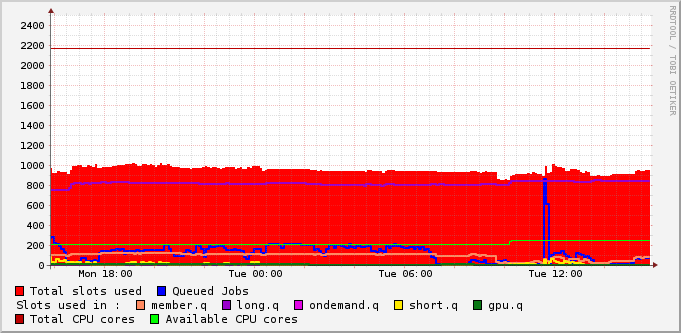 RRDTOOL / TOBI OETIKER
2400
2200
2000
1800
1600
1400
1200
1000
800
600
400
200
0
Mon 18:00 Tue 00:00 Tue 06:00 Tue 12:00
Total slots used Queued Jobs
Slots used in : member.q long.q ondemand.q short.q gpu.q
Total CPU cores Available CPU cores